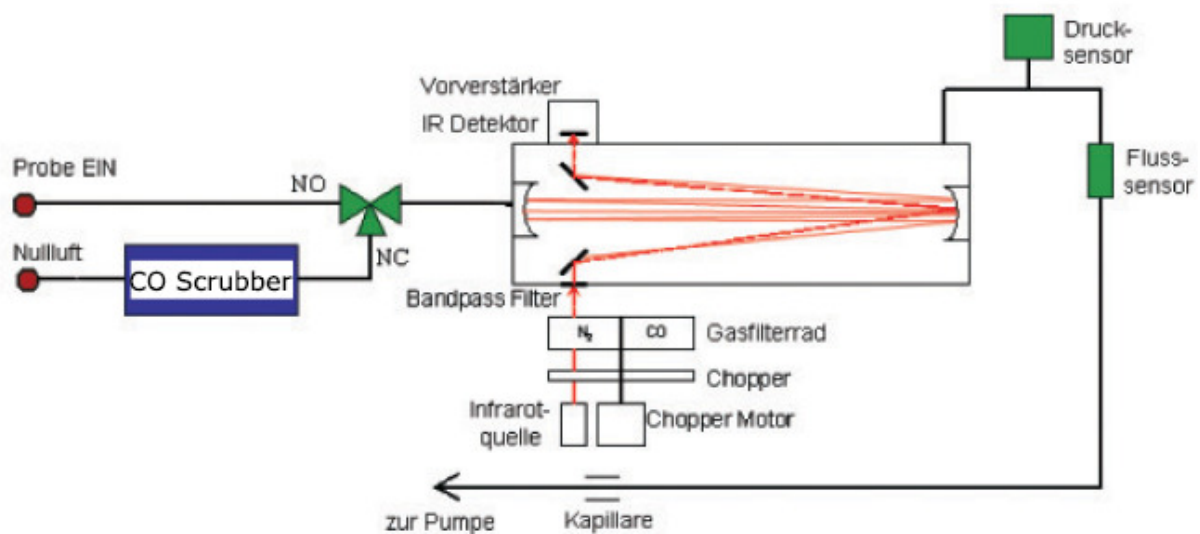 Druck-
sensor
Vorverstärker
IR Detektor
Fluss-
sensor
Probe EIN
NO
Nullluft
NC
CO Scrubber
Bandpass Filter
N₂
CO
Gasfilterrad
Chopper
Infrarot-
quelle
Chopper Motor
zur Pumpe
Kapillare